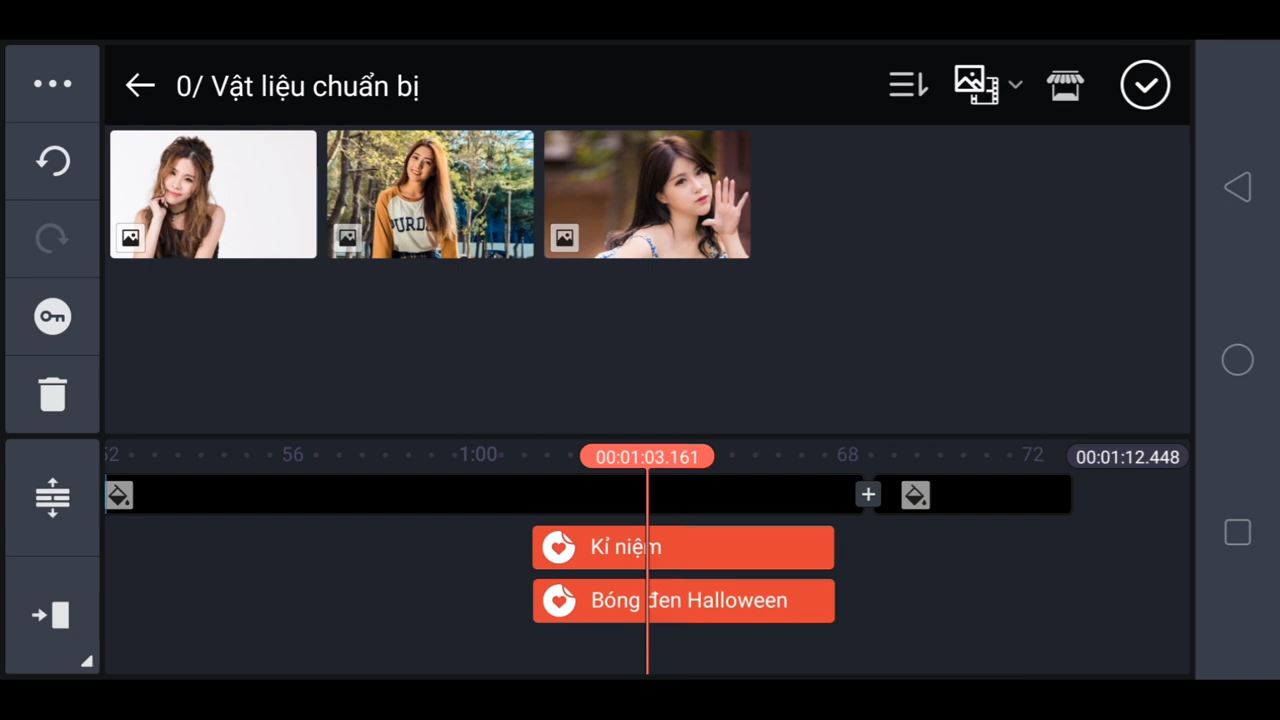 0/ Vật liệu chuẩn bị
PURD
52 56 1:00 00:01:03.161 68 72 00:01:12.448
Kỉ niệm
Bóng đen Halloween